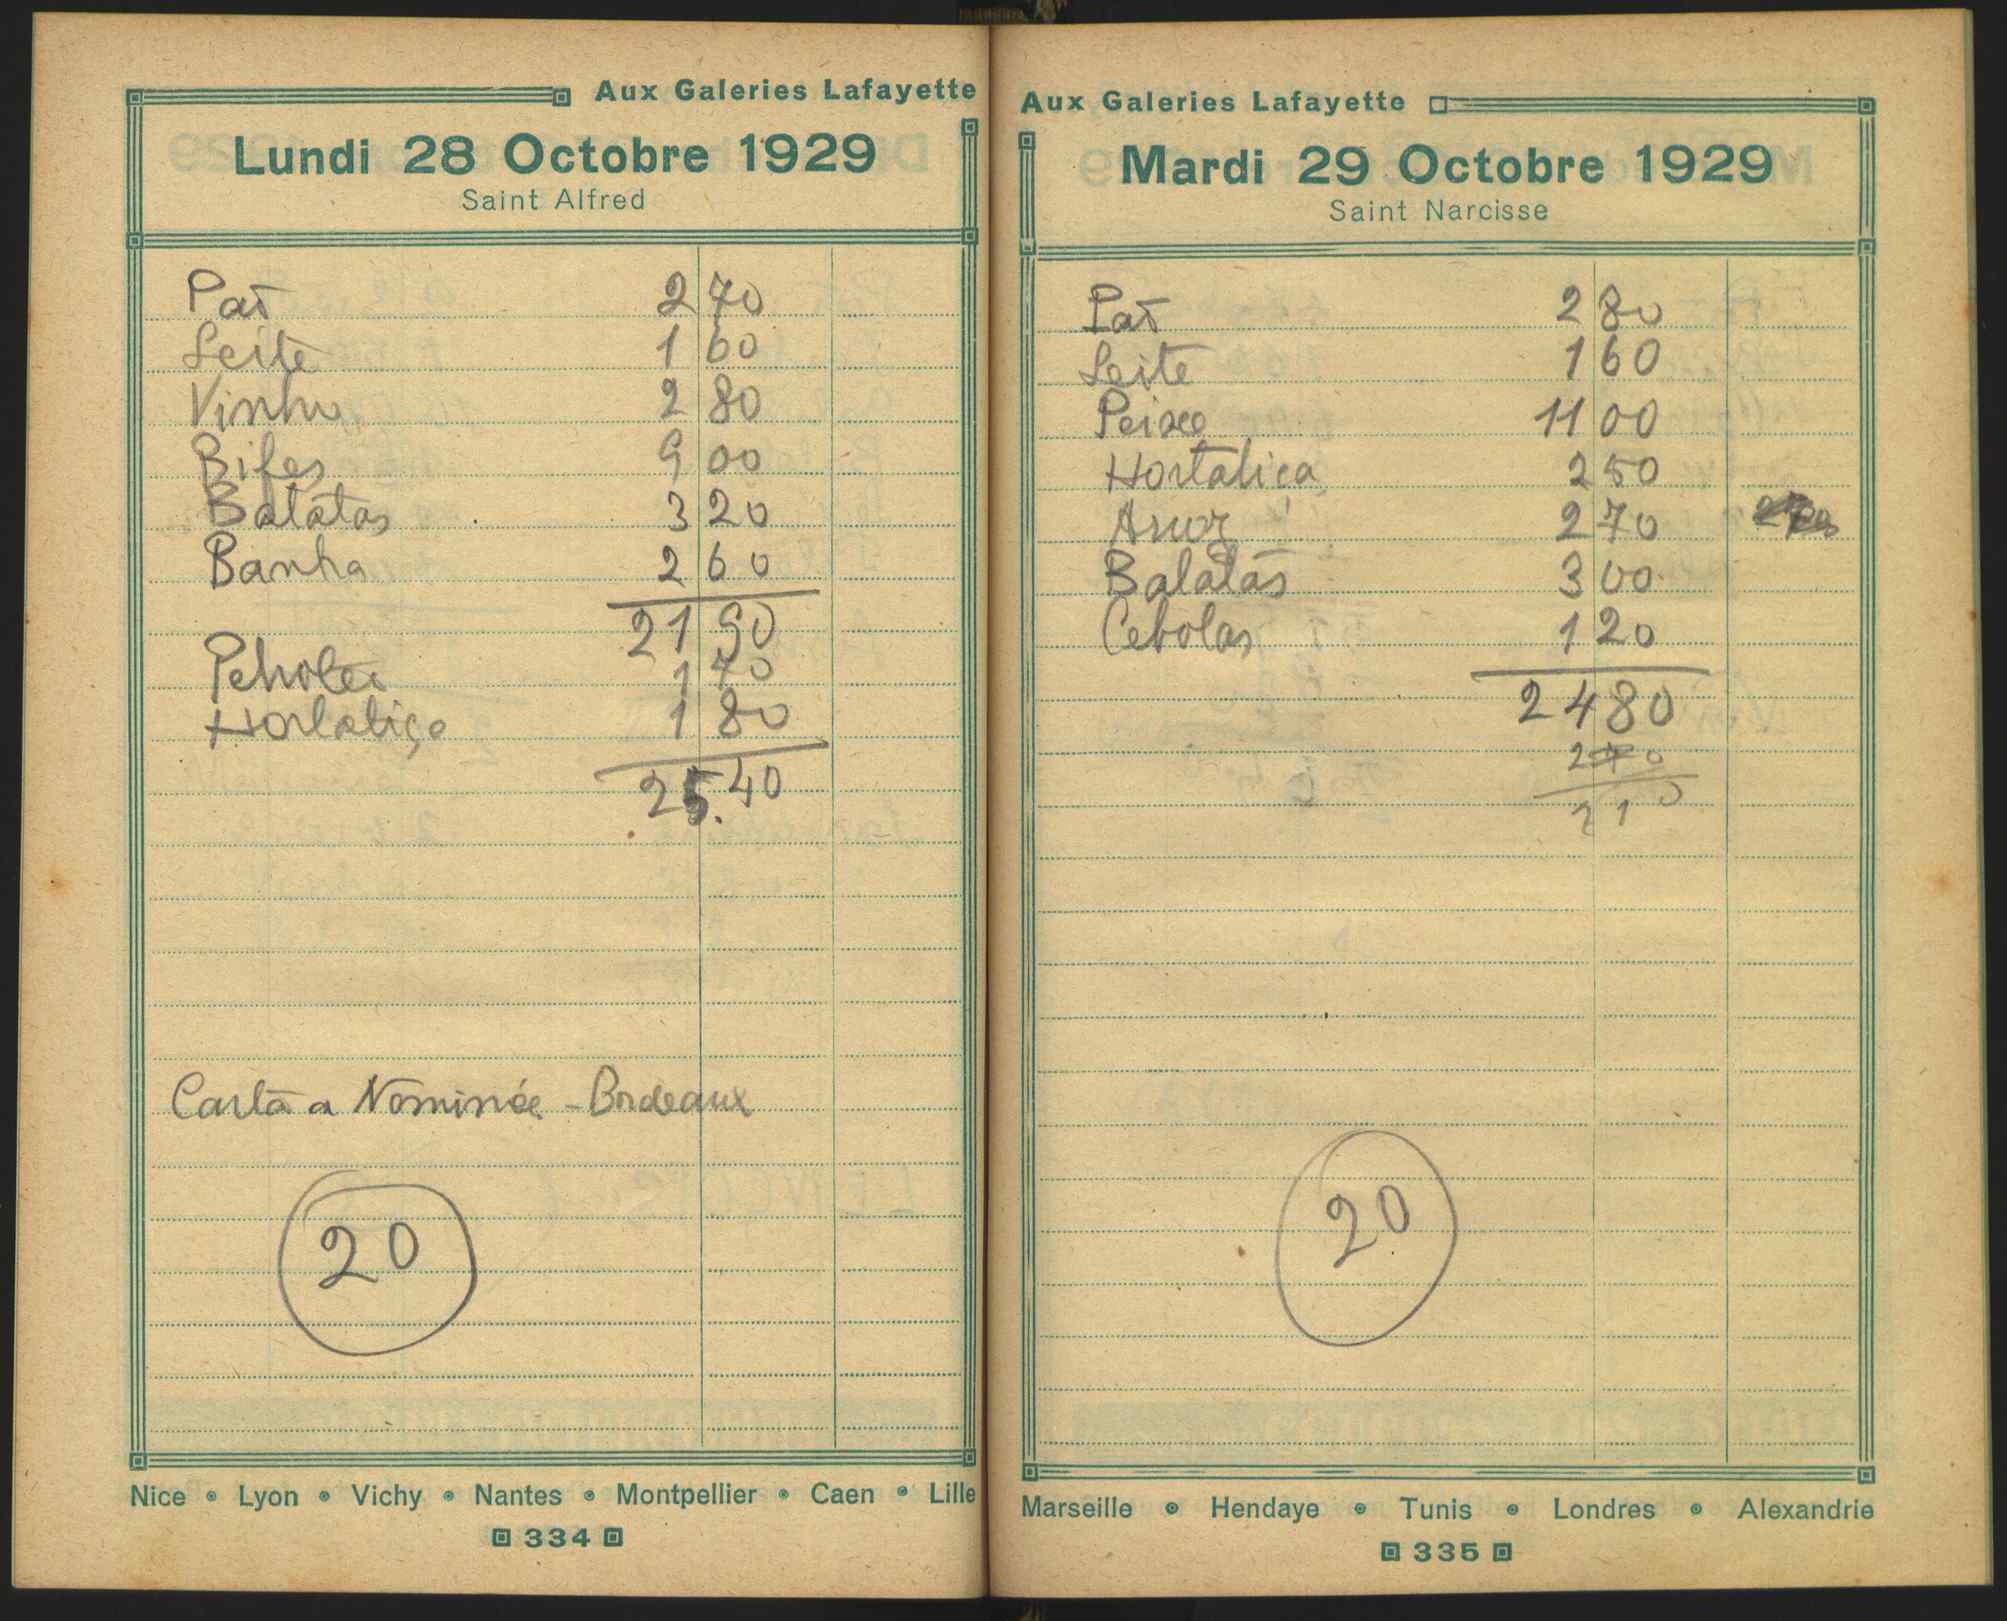 Aux Galeries Lafayette
Lundi 28 Octobre 1929
Saint Alfred
Pão 2 70
Leite 1 60
Vinho 2 80
Bifes 9 00
Batatas 3 20
Banha 2 60
21 90
1 70
Hortaliça 1 80
25.40
Carta a Nominée - Bordeaux
20
Nice • Lyon • Vichy • Nantes • Montpellier • Caen • Lille
334
Aux Galeries Lafayette
Mardi 29 Octobre 1929
Saint Narcisse
Pão 2 80
Leite 1 60
Peixe 11 00
Hortaliça 2 50
Arroz 2 70
Batatas 3 00
Cebolas 1 20
24 80
2 70
20
Marseille • Hendaye • Tunis • Londres • Alexandrie
335